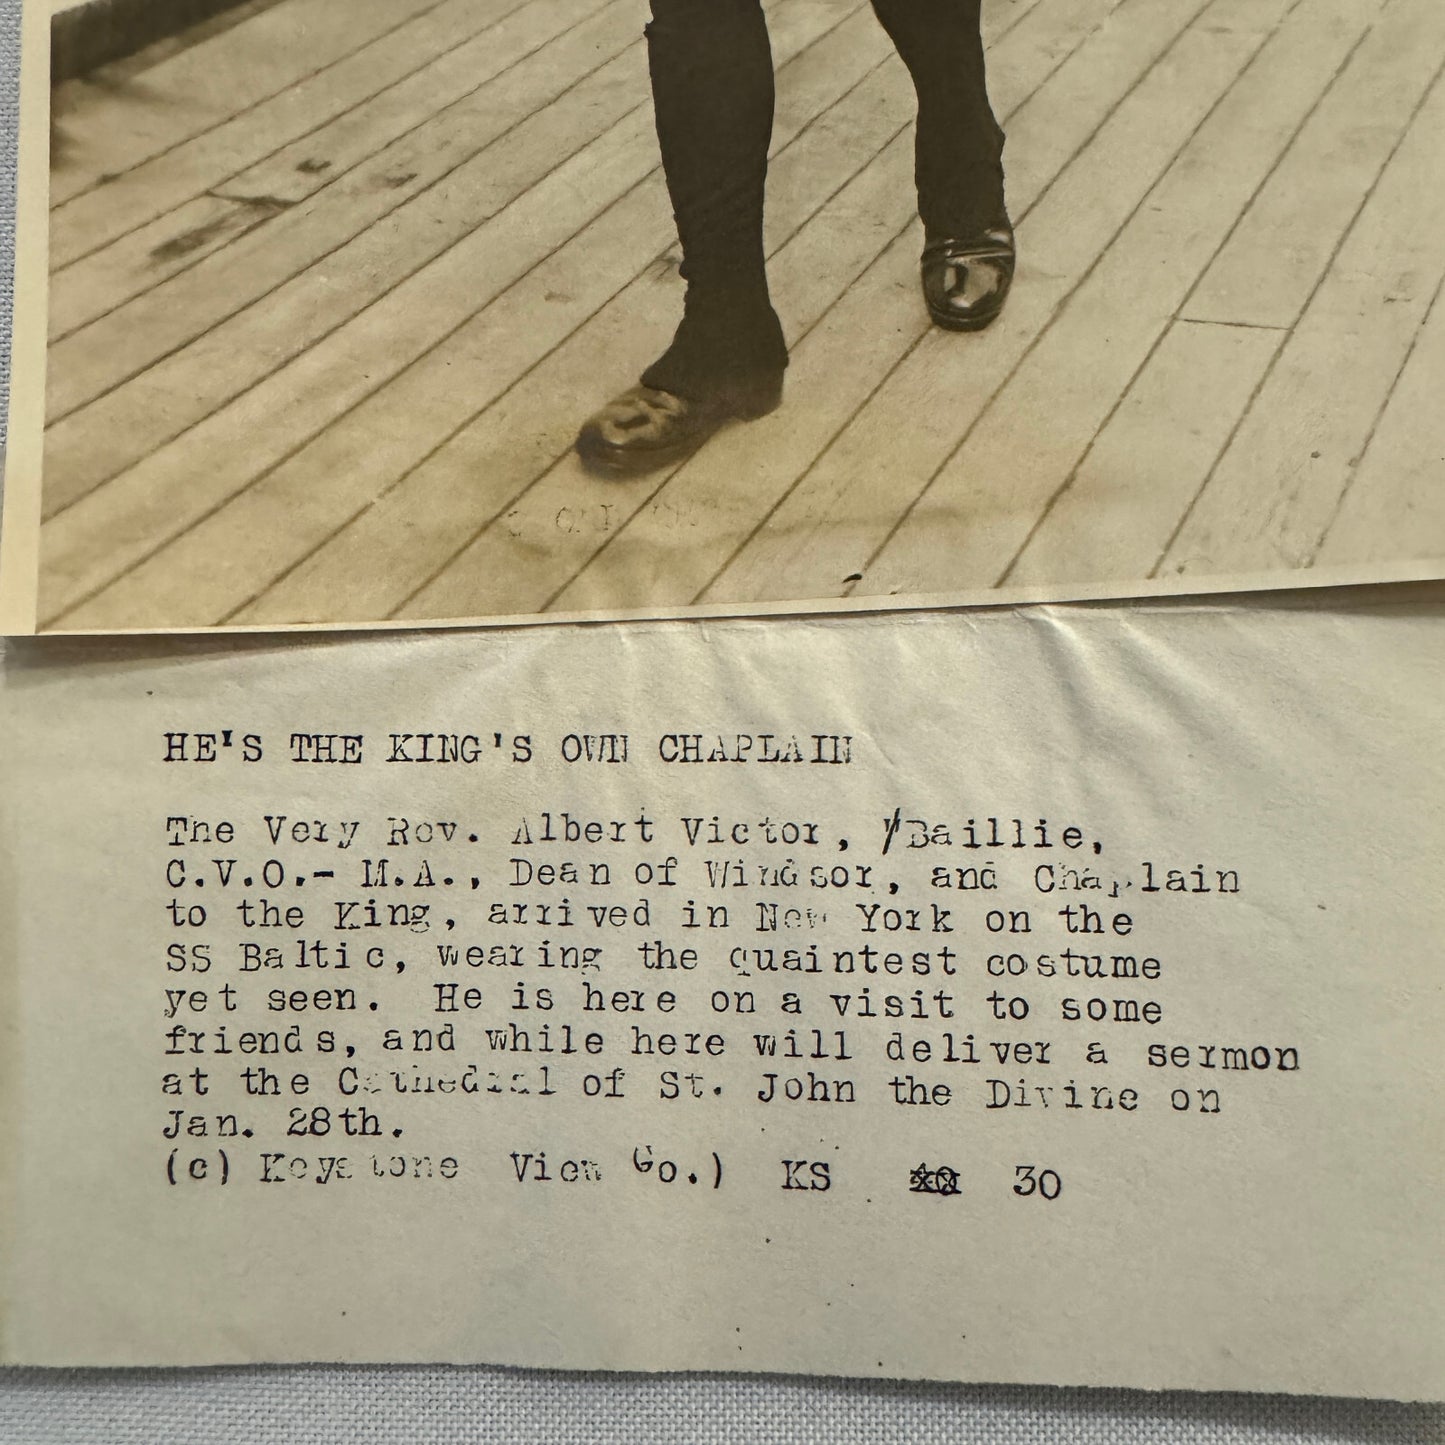 HE'S THE KING'S OWN CHAPLAIN
The Very Rev. Albert Victor, Baillie,
C.V.O.- M.A., Dean of Windsor, and Chaplain
to the King, arrived in New York on the
SS Baltic, wearing the quaintest costume
yet seen. He is here on a visit to some
friends, and while here will deliver a sermon
at the Cathedral of St. John the Divine on
Jan. 28th.
(c) Keystone View Co.) KS 30